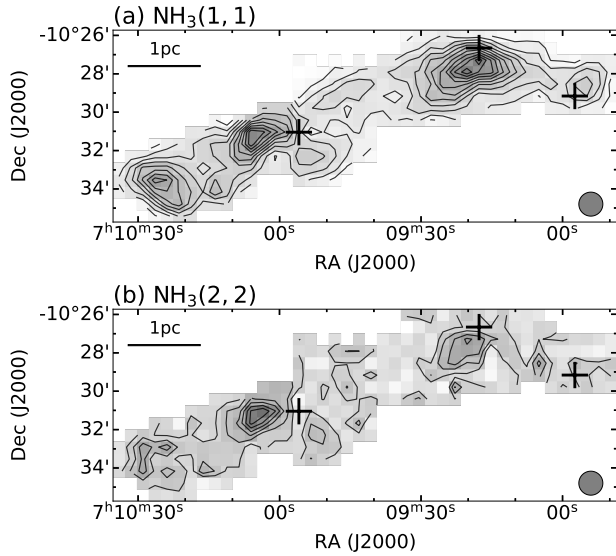 (a) NH₃(1, 1)
-10°26'
1pc
28'
30'
32'
34'
Dec (J2000)
7ʰ10ᵐ30ˢ 00ˢ 09ᵐ30ˢ 00ˢ
RA (J2000)
(b) NH₃(2, 2)
-10°26'
1pc
28'
30'
32'
34'
Dec (J2000)
7ʰ10ᵐ30ˢ 00ˢ 09ᵐ30ˢ 00ˢ
RA (J2000)